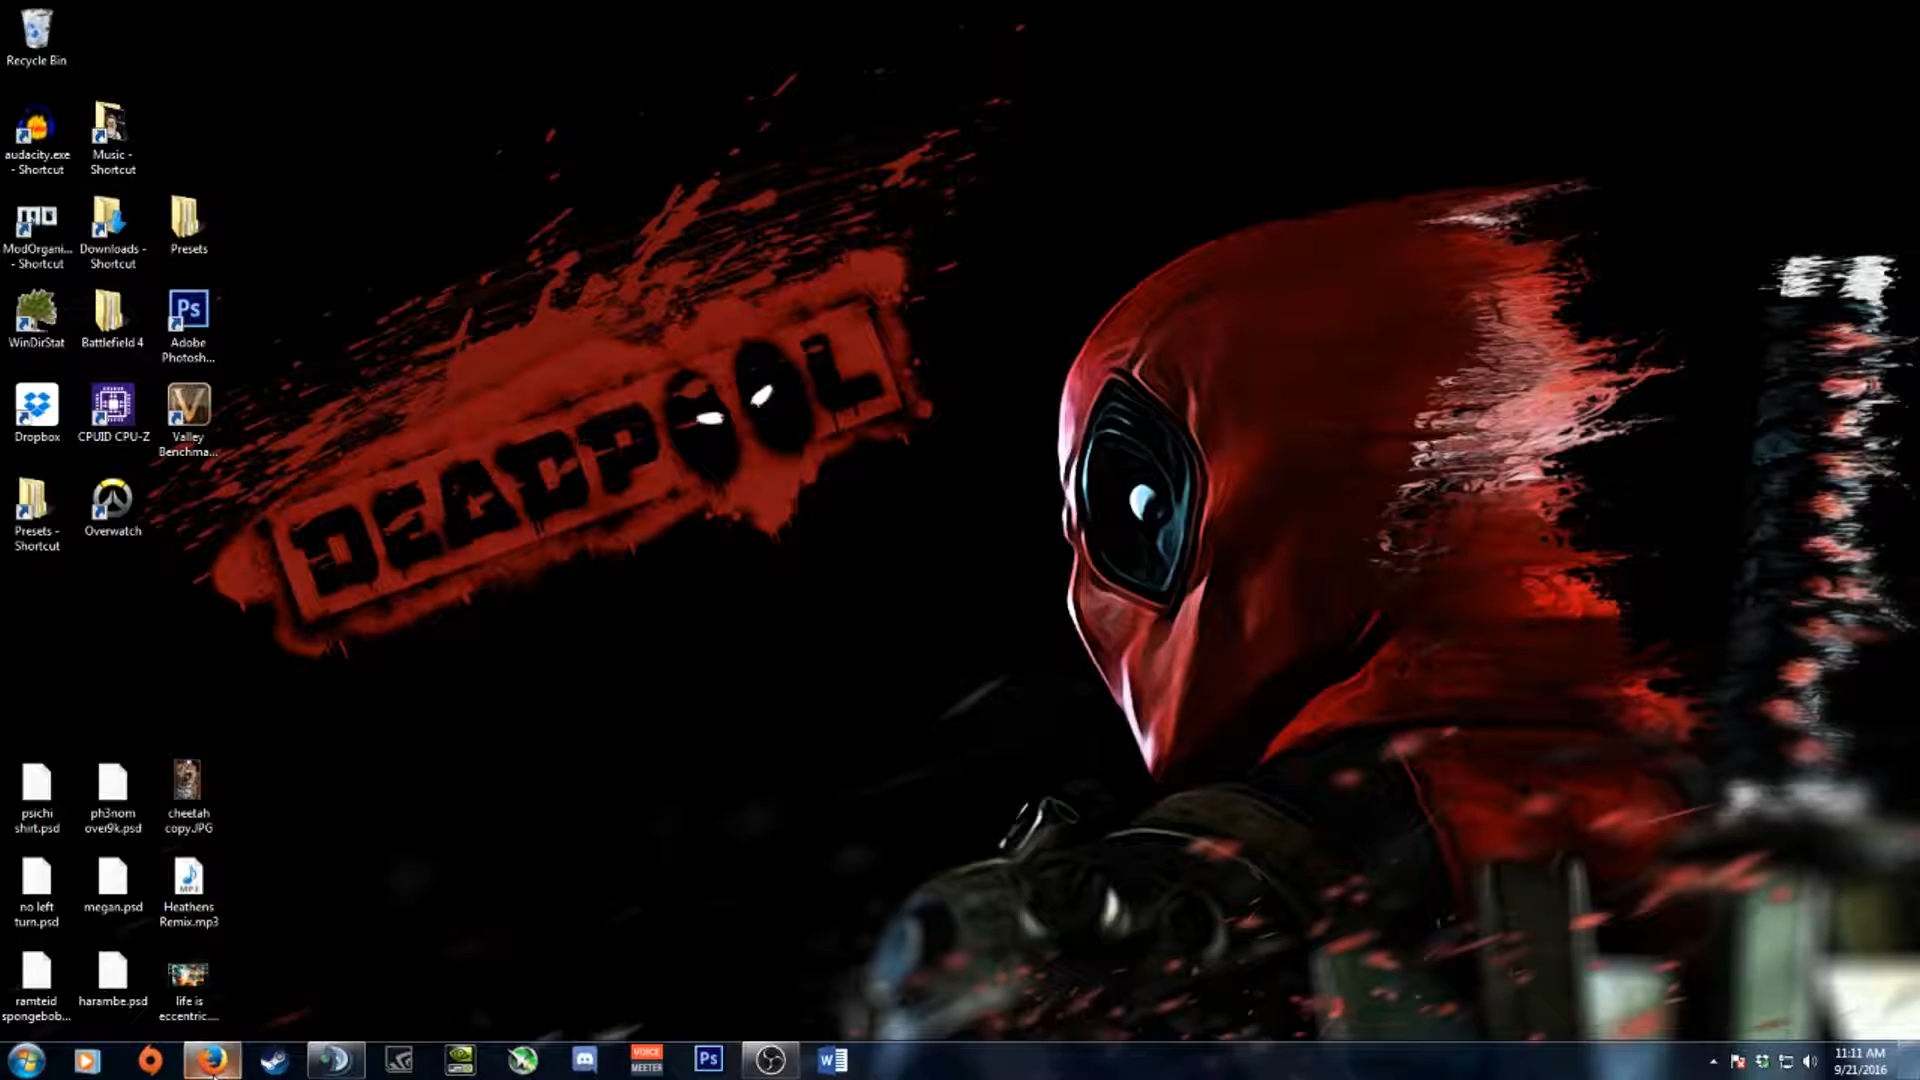 Recycle Bin
audacity.exe
- Shortcut
Music -
Shortcut
mo
ModOrgani...
- Shortcut
Downloads -
Shortcut
Presets
WinDirStat
Battlefield 4
Ps
Adobe
Photosh...
Dropbox
CPUID CPU-Z
V
Valley
Benchma...
Presets -
Shortcut
Overwatch
DEADPOOL
psichi
shirt.psd
ph3nom
over9k.psd
cheetah
copy.JPG
no left
turn.psd
megan.psd
MP3
Heathens
Remix.mp3
ramteid
spongebob...
harambe.psd
life is
eccentric....
VOICE
MEETER
Ps
W
11:11 AM
9/21/2016